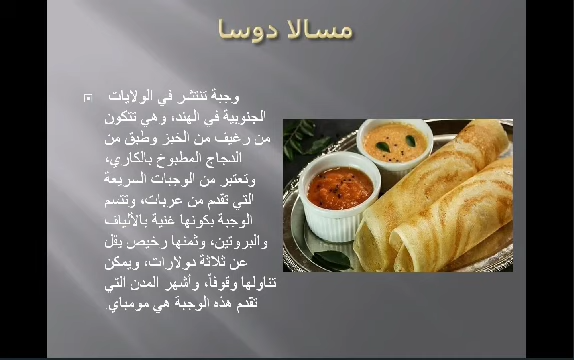 مسالا دوسا
وجبة تنتشر في الولايات
الجنوبية في الهند، وهي تتكون
من رغيف من الخبز وطبق من
الدجاج المطبوخ بالكاري،
وتعتبر من الوجبات السريعة
التي تقدم من عربات، وتتسم
الوجبة بكونها غنية بالألياف
والبروتين، وثمنها رخيص يقل
عن ثلاثة دولارات، ويمكن
تناولها وقوفاً، وأشهر المدن التي
تقدم هذه الوجبة هي مومباي.